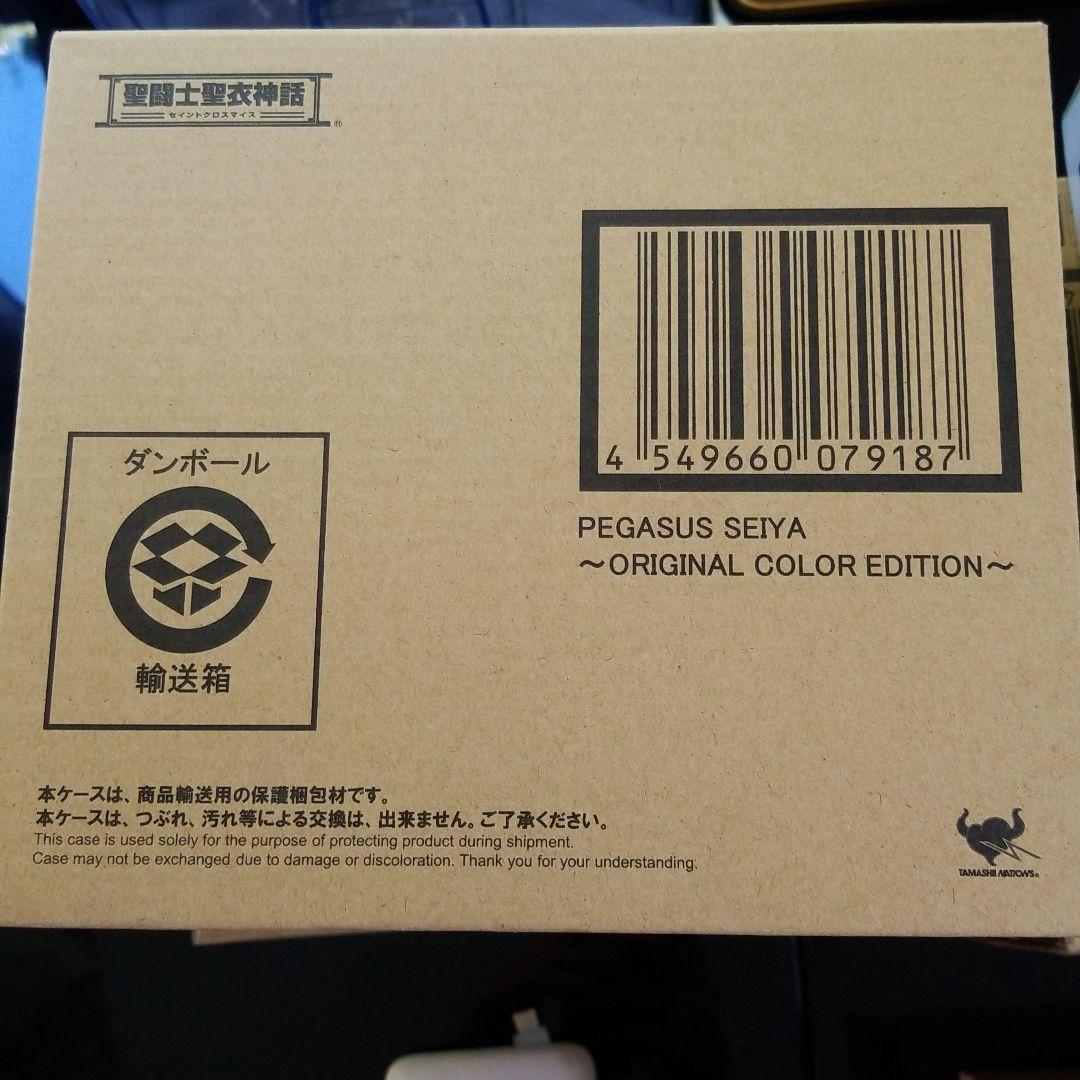 聖闘士聖衣神話
セイントクロスマイス
®
4 549660 079187
PEGASUS SEIYA
～ORIGINAL COLOR EDITION～
ダンボール
輸送箱
本ケースは、商品輸送用の保護梱包材です。
本ケースは、つぶれ、汚れ等による交換は、出来ません。ご了承ください。
This case is used solely for the purpose of protecting product during shipment.
Case may not be exchanged due to damage or discoloration. Thank you for your understanding.
TAMASHII NATIONS®